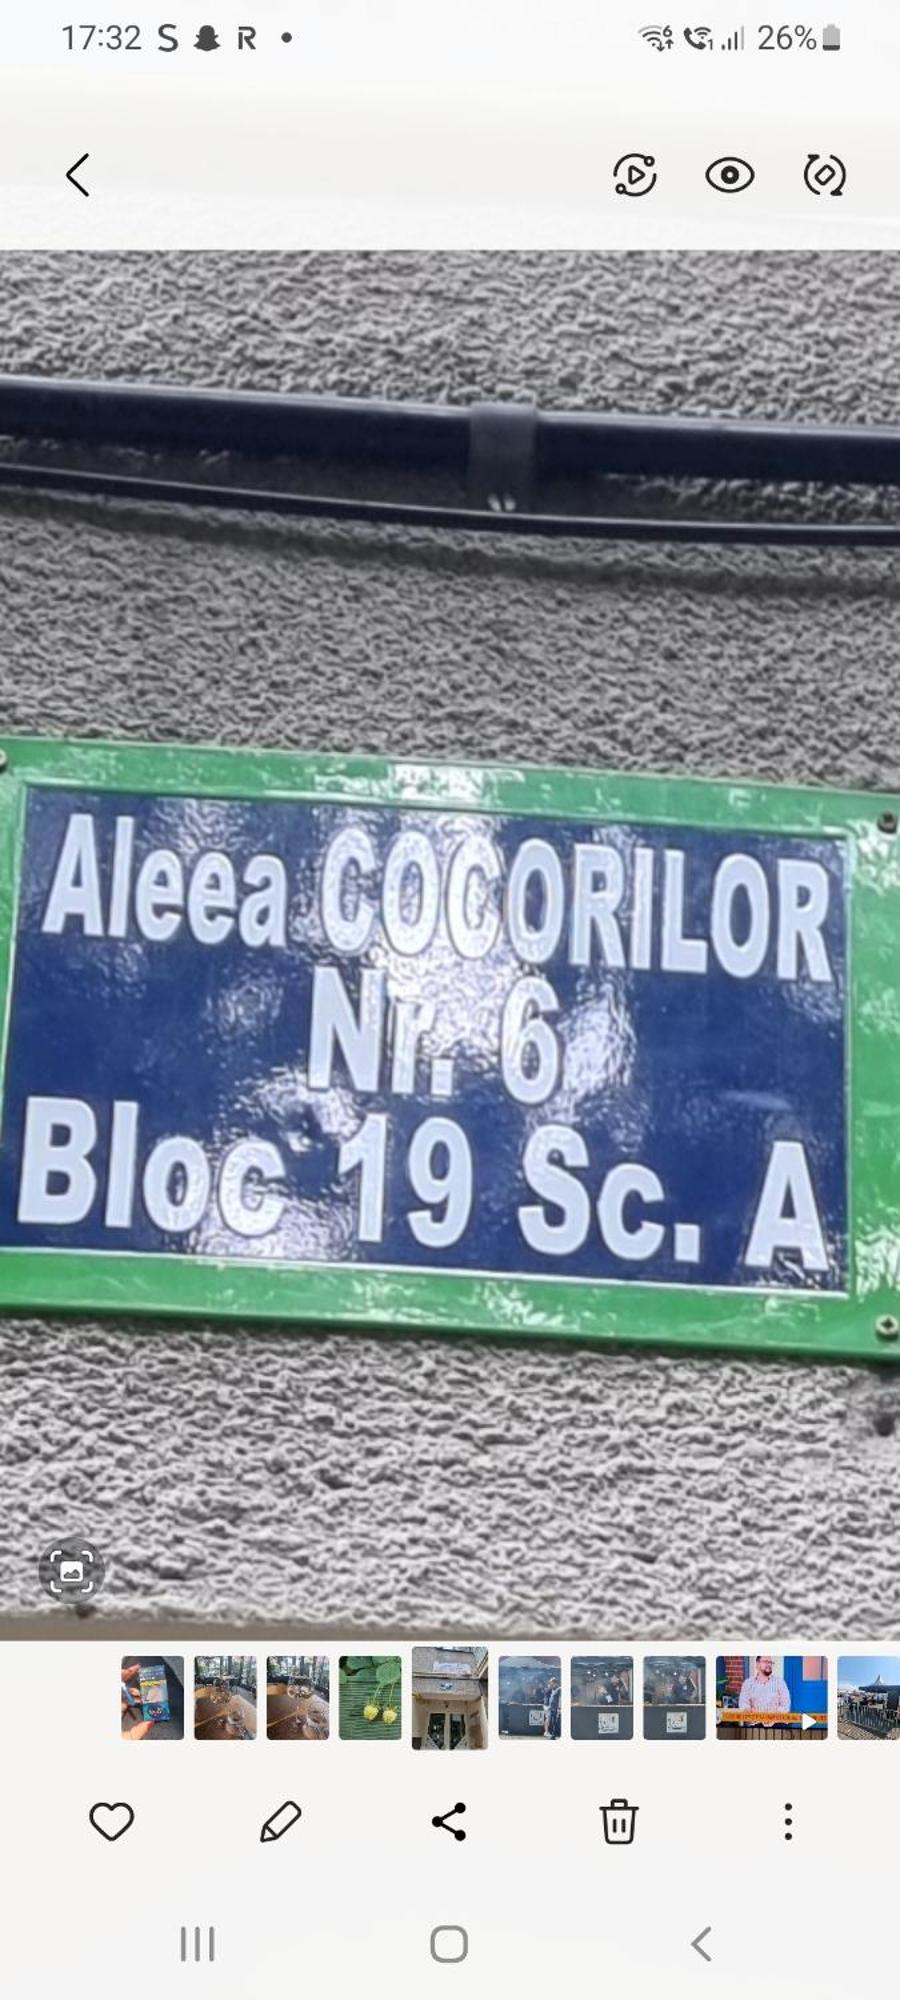 17:32 S R 26%
Aleea COCORILOR
Nr. 6
Bloc 19 Sc. A